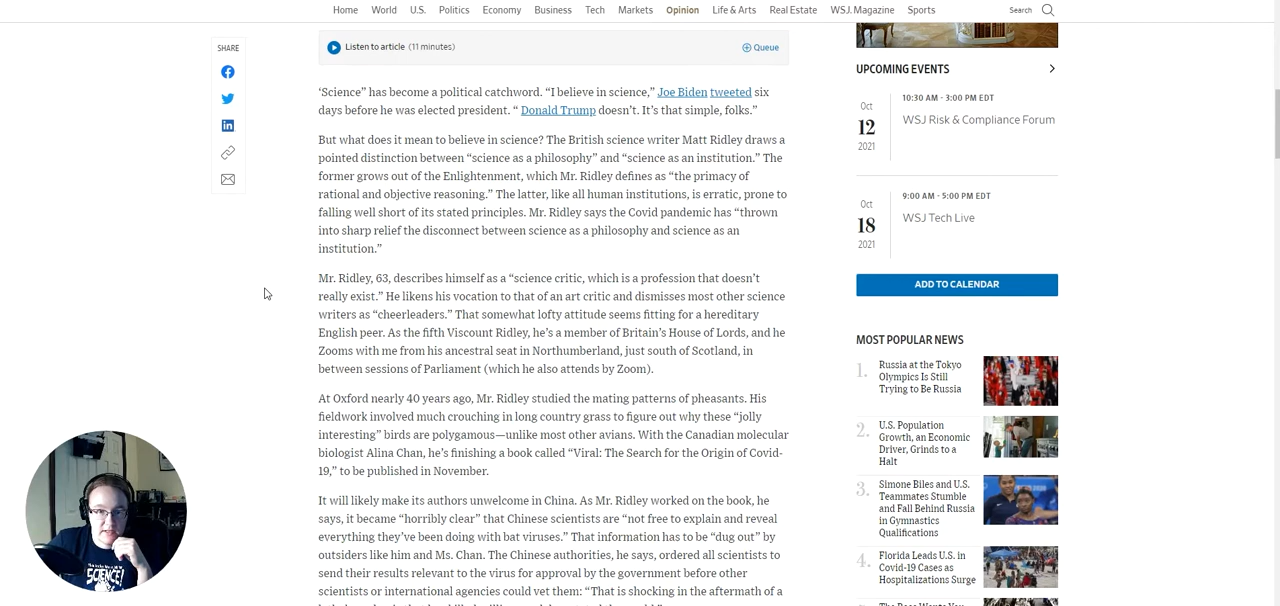 Home World U.S. Politics Economy Business Tech Markets Opinion Life & Arts Real Estate WSJ. Magazine Sports Search
SHARE
Listen to article (11 minutes) Queue
‘Science” has become a political catchword. “I believe in science,” Joe Biden tweeted six
days before he was elected president. “ Donald Trump doesn’t. It’s that simple, folks.”
But what does it mean to believe in science? The British science writer Matt Ridley draws a
pointed distinction between “science as a philosophy” and “science as an institution.” The
former grows out of the Enlightenment, which Mr. Ridley defines as “the primacy of
rational and objective reasoning.” The latter, like all human institutions, is erratic, prone to
falling well short of its stated principles. Mr. Ridley says the Covid pandemic has “thrown
into sharp relief the disconnect between science as a philosophy and science as an
institution.”
Mr. Ridley, 63, describes himself as a “science critic, which is a profession that doesn’t
really exist.” He likens his vocation to that of an art critic and dismisses most other science
writers as “cheerleaders.” That somewhat lofty attitude seems fitting for a hereditary
English peer. As the fifth Viscount Ridley, he’s a member of Britain’s House of Lords, and he
Zooms with me from his ancestral seat in Northumberland, just south of Scotland, in
between sessions of Parliament (which he also attends by Zoom).
At Oxford nearly 40 years ago, Mr. Ridley studied the mating patterns of pheasants. His
fieldwork involved much crouching in long country grass to figure out why these “jolly
interesting” birds are polygamous—unlike most other avians. With the Canadian molecular
biologist Alina Chan, he’s finishing a book called “Viral: The Search for the Origin of Covid-
19,” to be published in November.
It will likely make its authors unwelcome in China. As Mr. Ridley worked on the book, he
says, it became “horribly clear” that Chinese scientists are “not free to explain and reveal
everything they’ve been doing with bat viruses.” That information has to be “dug out” by
outsiders like him and Ms. Chan. The Chinese authorities, he says, ordered all scientists to
send their results relevant to the virus for approval by the government before other
scientists or international agencies could vet them: “That is shocking in the aftermath of a
UPCOMING EVENTS
Oct
12
2021
10:30 AM - 3:00 PM EDT
WSJ Risk & Compliance Forum
Oct
18
2021
9:00 AM - 5:00 PM EDT
WSJ Tech Live
ADD TO CALENDAR
MOST POPULAR NEWS
1. Russia at the Tokyo
Olympics Is Still
Trying to Be Russia
2. U.S. Population
Growth, an Economic
Driver, Grinds to a
Halt
3. Simone Biles and U.S.
Teammates Stumble
and Fall Behind Russia
in Gymnastics
Qualifications
4. Florida Leads U.S. in
Covid-19 Cases as
Hospitalizations Surge
SCIENCE!